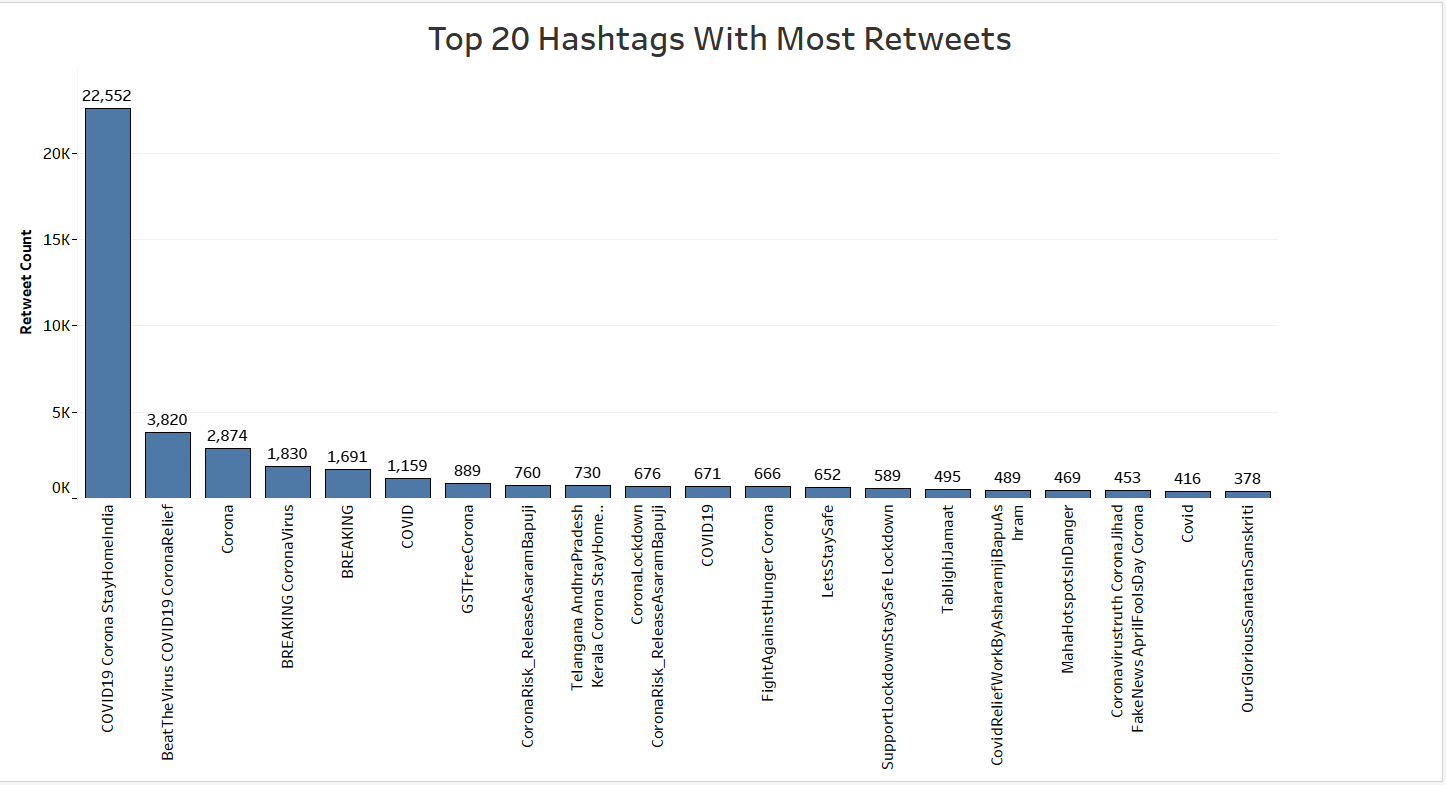 Top 20 Hashtags With Most Retweets
22,552
20K
15K
10K
5K
0K
Retweet Count
3,820
2,874
1,830
1,691
1,159
889
760
730
676
671
666
652
589
495
489
469
453
416
378
COVID19 Corona StayHomeIndia
BeatTheVirus COVID19 CoronaRelief
Corona
BREAKING CoronaVirus
BREAKING
COVID
GSTFreeCorona
CoronaRisk_ReleaseAsaramBapuji
Telangana AndhraPradesh
Kerala Corona StayHome..
CoronaLockdown
CoronaRisk_ReleaseAsaramBapuji
COVID19
FightAgainstHunger Corona
LetsStaySafe
SupportLockdownStaySafe Lockdown
TablighiJamaat
CovidReliefWorkByAsharamjiBapuAs
hram
MahaHotspotsInDanger
Coronavirustruth CoronaJihad
FakeNews AprilFoolsDay Corona
Covid
OurGloriousSanatanSanskriti